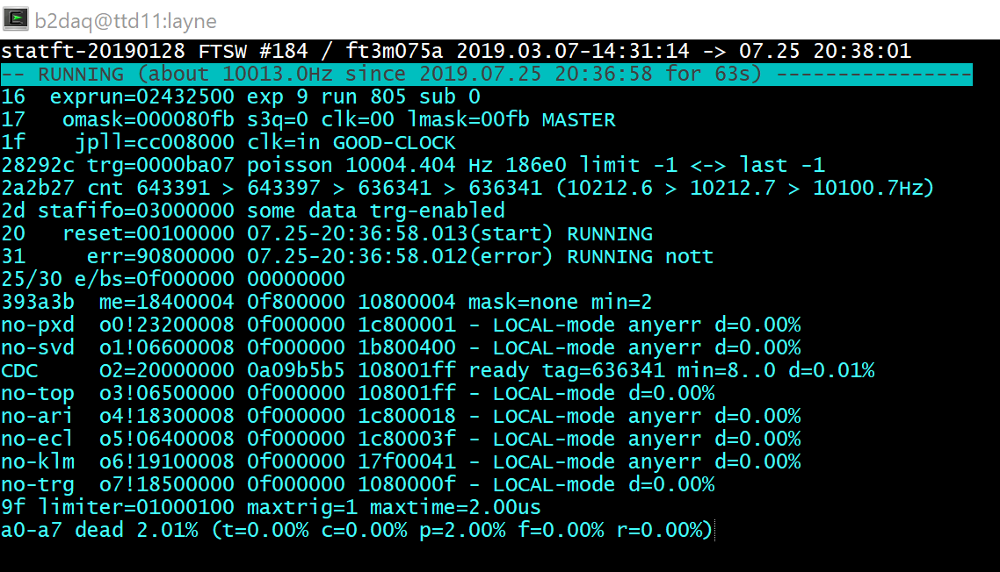 b2daq@ttd11:layne
statft-20190128 FTSW #184 / ft3m075a 2019.03.07-14:31:14 -> 07.25 20:38:01
-- RUNNING (about 10013.0Hz since 2019.07.25 20:36:58 for 63s) ----------------
16  exprun=02432500 exp 9 run 805 sub 0
17   omask=000080fb s3q=0 clk=00 lmask=00fb MASTER
1f    jpll=cc008000 clk=in GOOD-CLOCK
28292c trg=0000ba07 poisson 10004.404 Hz 186e0 limit -1 <-> last -1
2a2b27 cnt 643391 > 643397 > 636341 > 636341 (10212.6 > 10212.7 > 10100.7Hz)
2d stafifo=03000000 some data trg-enabled
20   reset=00100000 07.25-20:36:58.013(start) RUNNING
31     err=90800000 07.25-20:36:58.012(error) RUNNING nott
25/30 e/bs=0f000000 00000000
393a3b  me=18400004 0f800000 10800004 mask=none min=2
no-pxd  o0!23200008 0f000000 1c800001 - LOCAL-mode anyerr d=0.00%
no-svd  o1!06600008 0f000000 1b800400 - LOCAL-mode anyerr d=0.00%
CDC     O2=20000000 0a09b5b5 108001ff ready tag=636341 min=8..0 d=0.01%
no-top  o3!06500008 0f000000 108001ff - LOCAL-mode d=0.00%
no-ari  o4!18300008 0f000000 1c800018 - LOCAL-mode anyerr d=0.00%
no-ecl  o5!06400008 0f000000 1c80003f - LOCAL-mode anyerr d=0.00%
no-klm  o6!19100008 0f000000 17f00041 - LOCAL-mode anyerr d=0.00%
no-trg  o7!18500000 0f000000 1080000f - LOCAL-mode d=0.00%
9f limiter=01000100 maxtrig=1 maxtime=2.00us
a0-a7 dead 2.01% (t=0.00% c=0.00% p=2.00% f=0.00% r=0.00%)